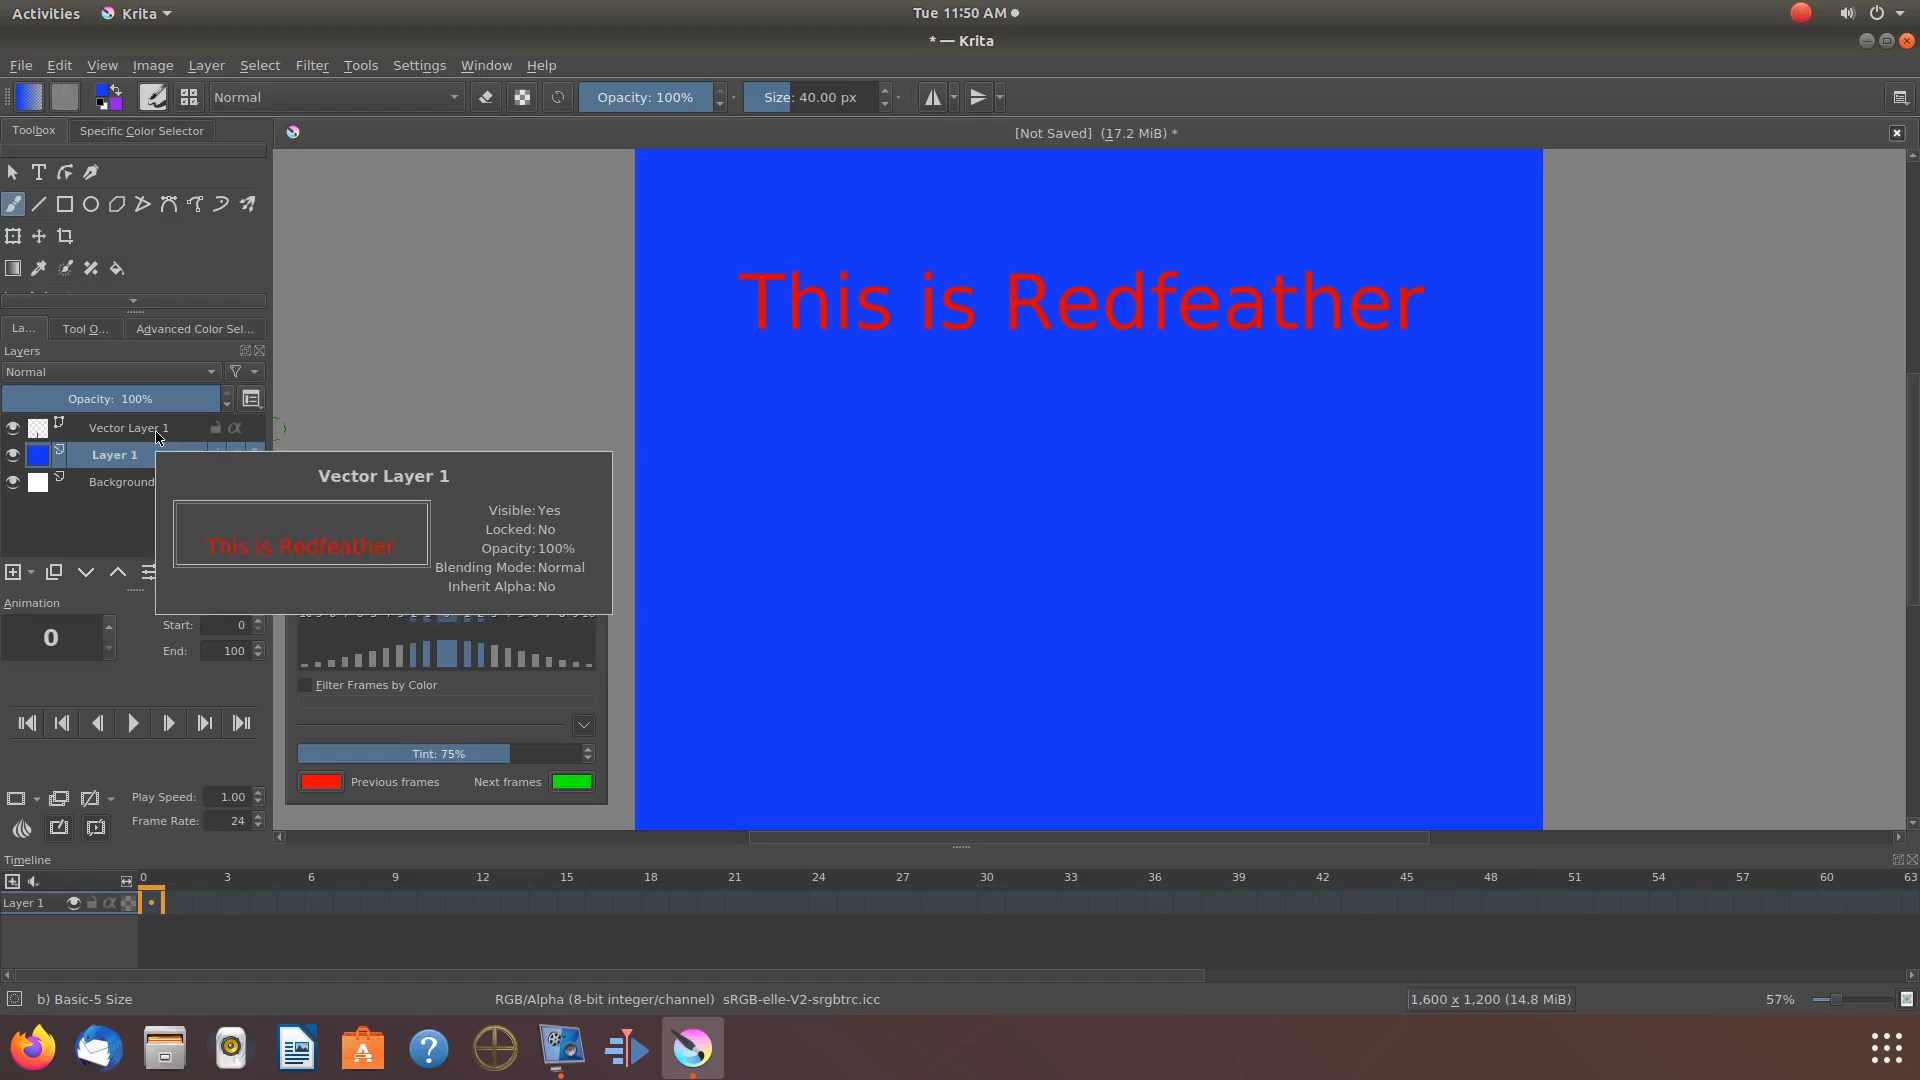 Activities Krita Tue 11:50 AM
* — Krita
File Edit View Image Layer Select Filter Tools Settings Window Help
Normal Opacity: 100% Size: 40.00 px
Toolbox Specific Color Selector [Not Saved] (17.2 MiB) *
This is Redfeather
La... Tool O... Advanced Color Sel...
Layers
Normal
Opacity: 100%
Vector Layer 1
Layer 1
Background
Vector Layer 1
This is Redfeather
Visible: Yes
Locked: No
Opacity: 100%
Blending Mode: Normal
Inherit Alpha: No
Animation
0
Start: 0
End: 100
Filter Frames by Color
Tint: 75%
Previous frames Next frames
Play Speed: 1.00
Frame Rate: 24
Timeline
0 3 6 9 12 15 18 21 24 27 30 33 36 39 42 45 48 51 54 57 60 63
Layer 1
b) Basic-5 Size RGB/Alpha (8-bit integer/channel) sRGB-elle-V2-srgbtrc.icc 1,600 x 1,200 (14.8 MiB) 57%